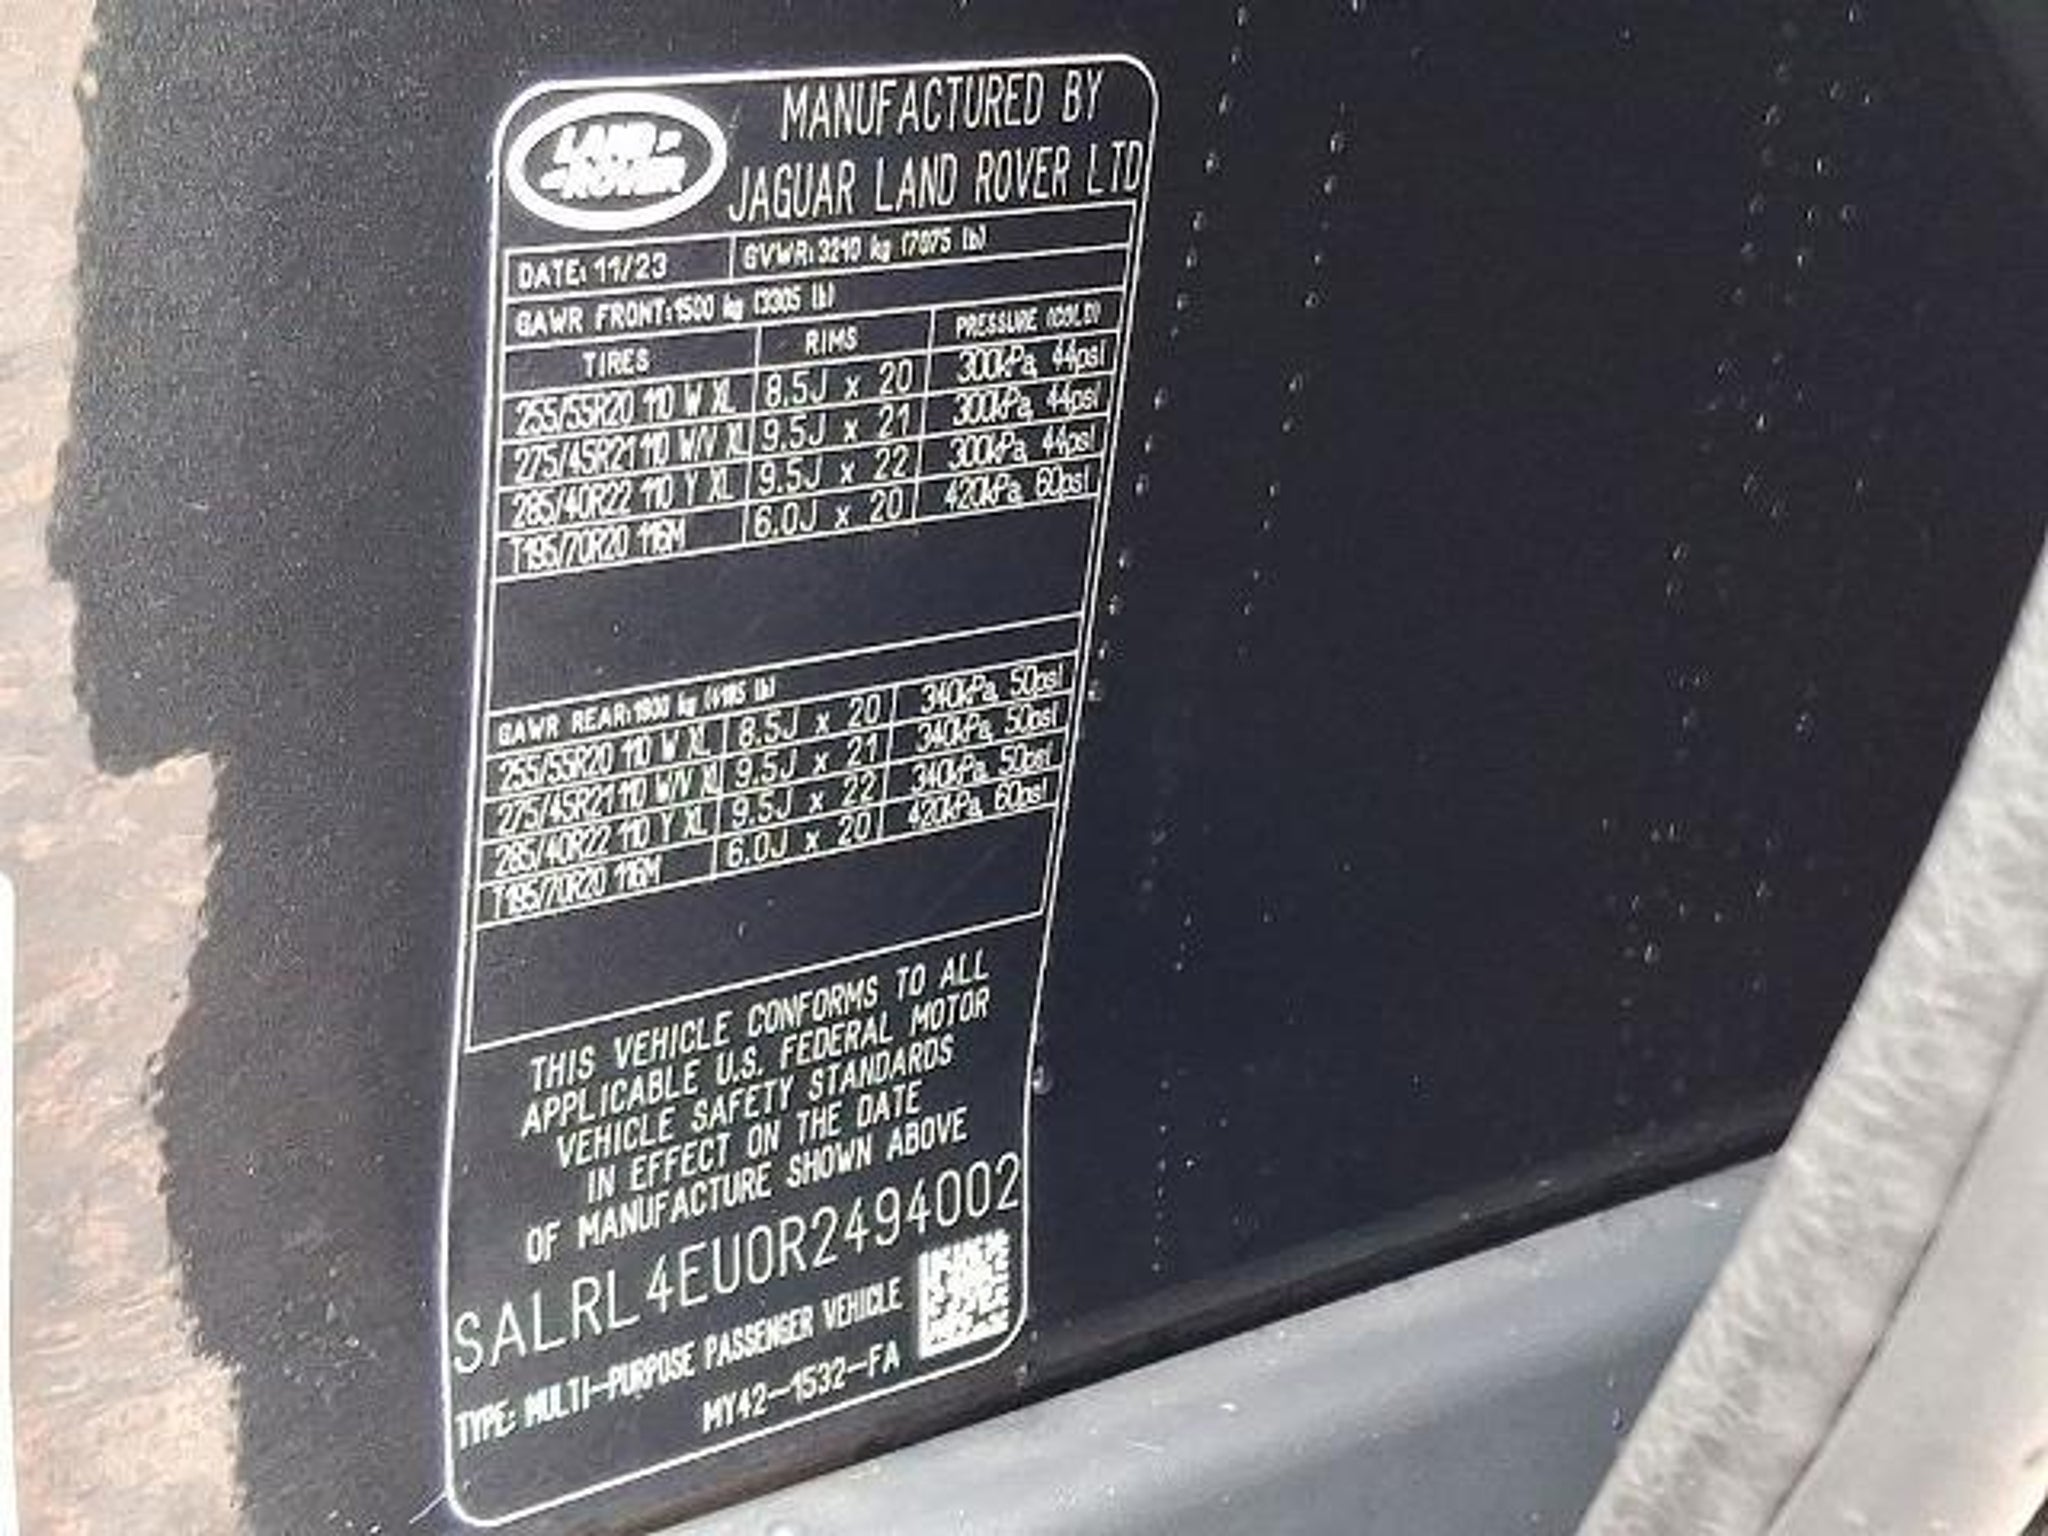 LAND ROVER
MANUFACTURED BY
JAGUAR LAND ROVER LTD
DATE: 11/23 GVWR: 3210 kg (7075 lb)
GAWR FRONT: 1500 kg (3305 lb)
TIRES RIMS PRESSURE (COLD)
255/55R20 110 W XL 8.5J x 20 300kPa, 44psi
275/45R21 110 W/V XL 9.5J x 21 300kPa, 44psi
285/40R22 110 Y XL 9.5J x 22 300kPa, 44psi
T195/70R20 116M 6.0J x 20 420kPa, 60psi
GAWR REAR: 1900 kg (4185 lb)
255/55R20 110 W XL 8.5J x 20 340kPa, 50psi
275/45R21 110 W/V XL 9.5J x 21 340kPa, 50psi
285/40R22 110 Y XL 9.5J x 22 340kPa, 50psi
T195/70R20 116M 6.0J x 20 420kPa, 60psi
THIS VEHICLE CONFORMS TO ALL
APPLICABLE U.S. FEDERAL MOTOR
VEHICLE SAFETY STANDARDS
IN EFFECT ON THE DATE
OF MANUFACTURE SHOWN ABOVE
SALRL4EU0R2494002
TYPE: MULTI-PURPOSE PASSENGER VEHICLE
MY42-1532-FA